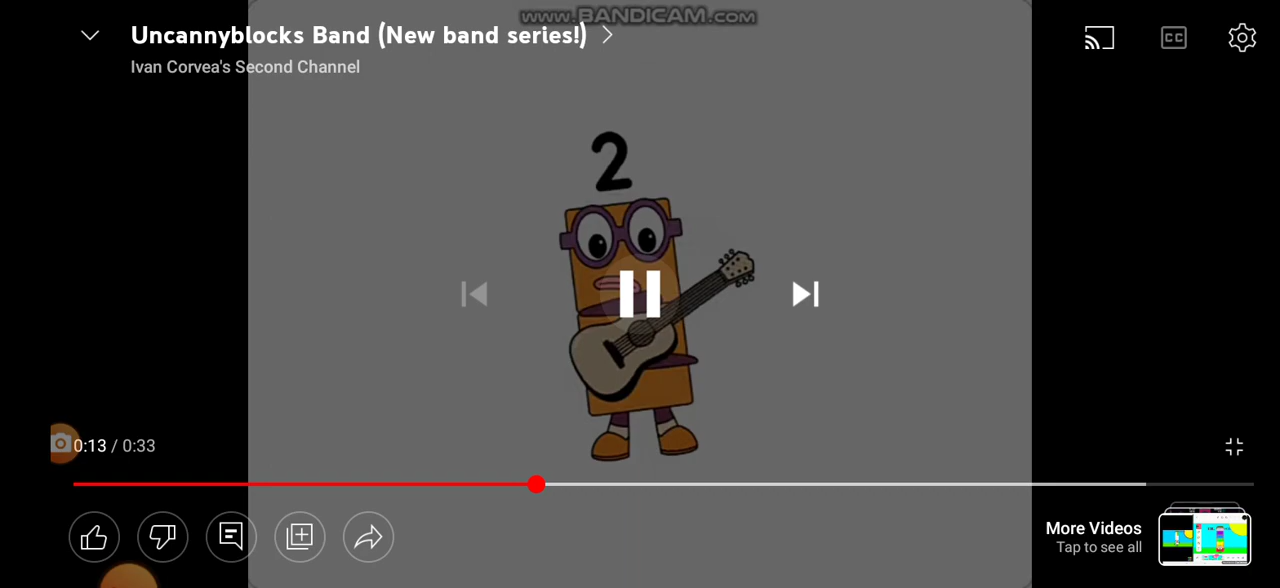 www.BANDICAM.com
Uncannyblocks Band (New band series!)
Ivan Corvea's Second Channel
CC
2
0:13 / 0:33
More Videos
Tap to see all